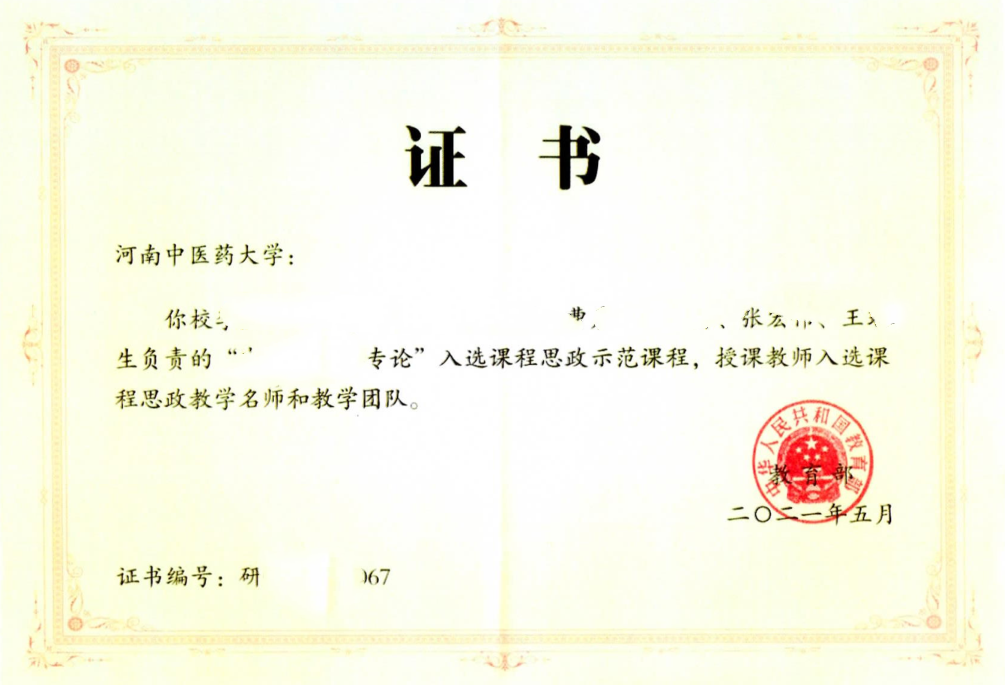 证 书
河南中医药大学:
你校 曹 、张宏伟、王
生负责的“ 专论”入选课程思政示范课程，授课教师入选课
程思政教学名师和教学团队。
中华人民共和国教育部
教育部
二〇二一年五月
证书编号：研 067